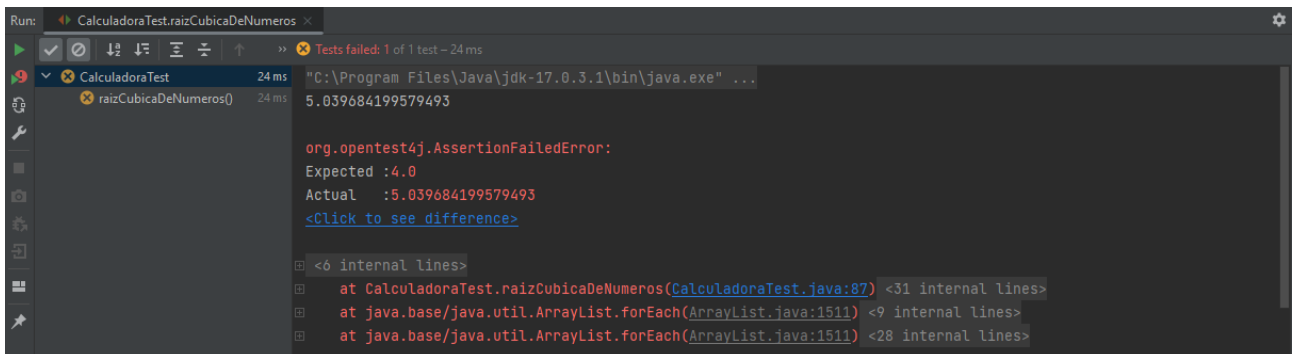 Run: CalculadoraTest.raizCubicaDeNumeros ×
» Tests failed: 1 of 1 test – 24 ms
CalculadoraTest 24 ms
raizCubicaDeNumeros() 24 ms
"C:\Program Files\Java\jdk-17.0.3.1\bin\java.exe" ...
5.039684199579493
org.opentest4j.AssertionFailedError:
Expected :4.0
Actual   :5.039684199579493
<Click to see difference>
<6 internal lines>
at CalculadoraTest.raizCubicaDeNumeros(CalculadoraTest.java:87) <31 internal lines>
at java.base/java.util.ArrayList.forEach(ArrayList.java:1511) <9 internal lines>
at java.base/java.util.ArrayList.forEach(ArrayList.java:1511) <28 internal lines>